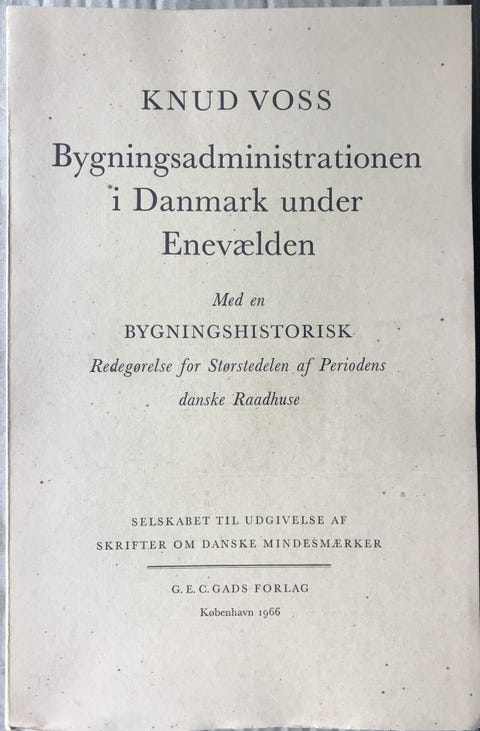 KNUD VOSS
Bygningsadministrationen
i Danmark under
Enevælden
Med en
BYGNINGSHISTORISK
Redegørelse for Størstedelen af Periodens
danske Raadhuse
SELSKABET TIL UDGIVELSE AF
SKRIFTER OM DANSKE MINDESMÆRKER
G.E.C. GADS FORLAG
København 1966